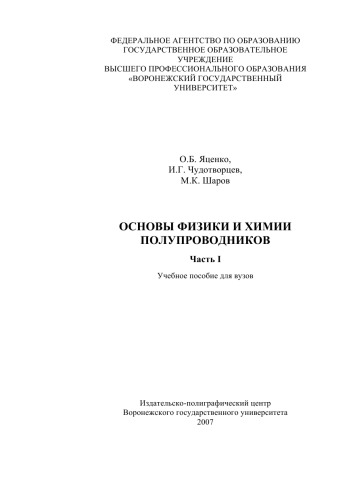 ФЕДЕРАЛЬНОЕ АГЕНТСТВО ПО ОБРАЗОВАНИЮ
ГОСУДАРСТВЕННОЕ ОБРАЗОВАТЕЛЬНОЕ
УЧРЕЖДЕНИЕ
ВЫСШЕГО ПРОФЕССИОНАЛЬНОГО ОБРАЗОВАНИЯ
«ВОРОНЕЖСКИЙ ГОСУДАРСТВЕННЫЙ
УНИВЕРСИТЕТ»
О.Б. Яценко,
И.Г. Чудотворцев,
М.К. Шаров
ОСНОВЫ ФИЗИКИ И ХИМИИ
ПОЛУПРОВОДНИКОВ
Часть I
Учебное пособие для вузов
Издательско-полиграфический центр
Воронежского государственного университета
2007